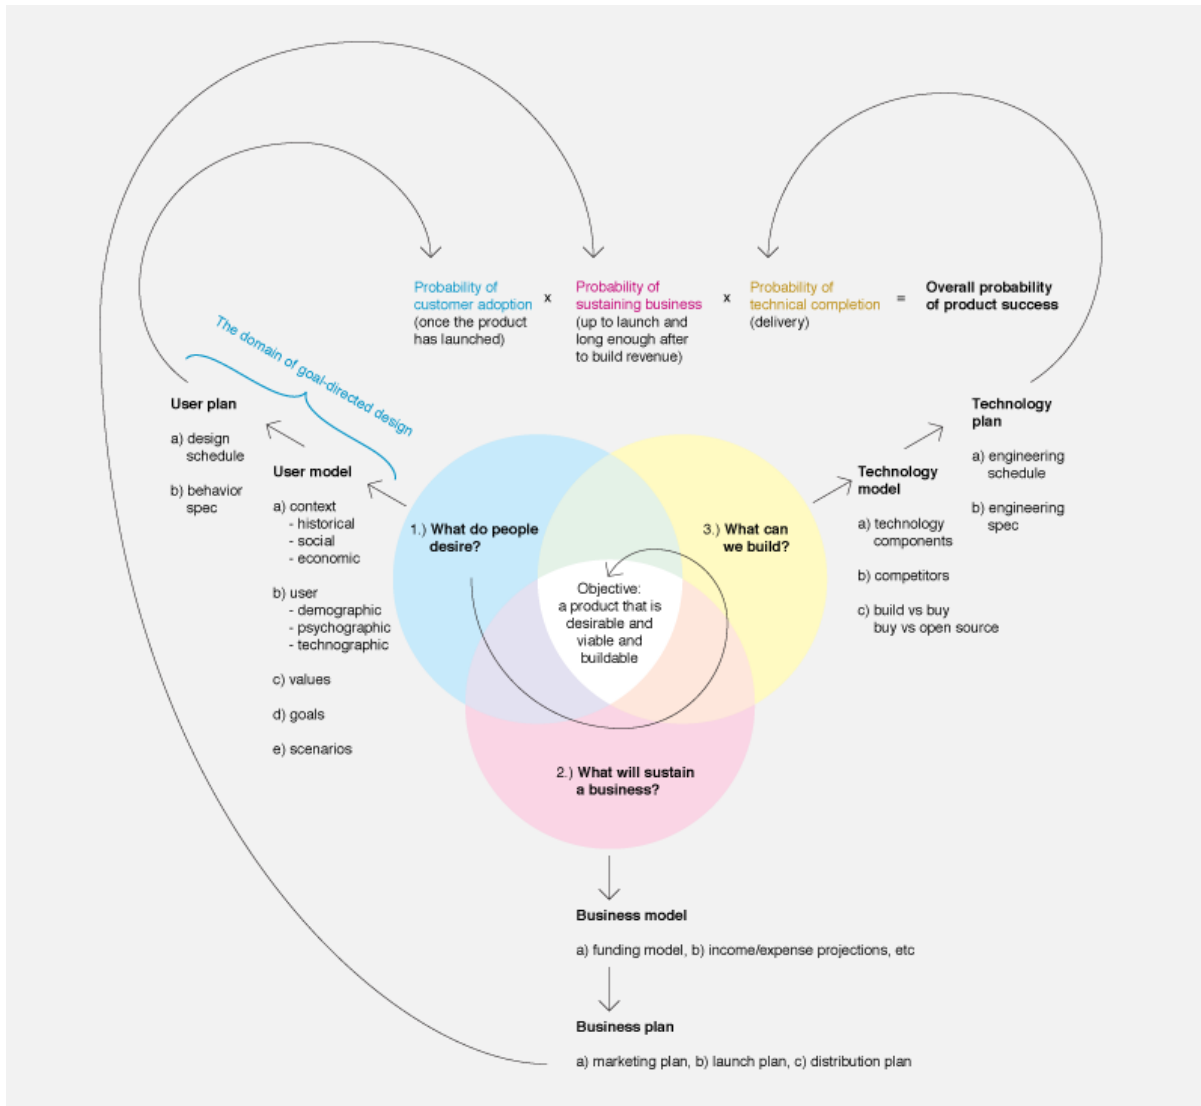 Probability of
customer adoption
(once the product
has launched)
x
Probability of
sustaining business
(up to launch and
long enough after
to build revenue)
x
Probability of
technical completion
(delivery)
=
Overall probability
of product success
The domain of goal-directed design
User plan
a) design
schedule
b) behavior
spec
User model
a) context
- historical
- social
- economic
b) user
- demographic
- psychographic
- technographic
c) values
d) goals
e) scenarios
1.) What do people
desire?
3.) What can
we build?
Objective:
a product that is
desirable and
viable and
buildable
2.) What will sustain
a business?
Technology
model
a) technology
components
b) competitors
c) build vs buy
buy vs open source
Technology
plan
a) engineering
schedule
b) engineering
spec
Business model
a) funding model, b) income/expense projections, etc
Business plan
a) marketing plan, b) launch plan, c) distribution plan